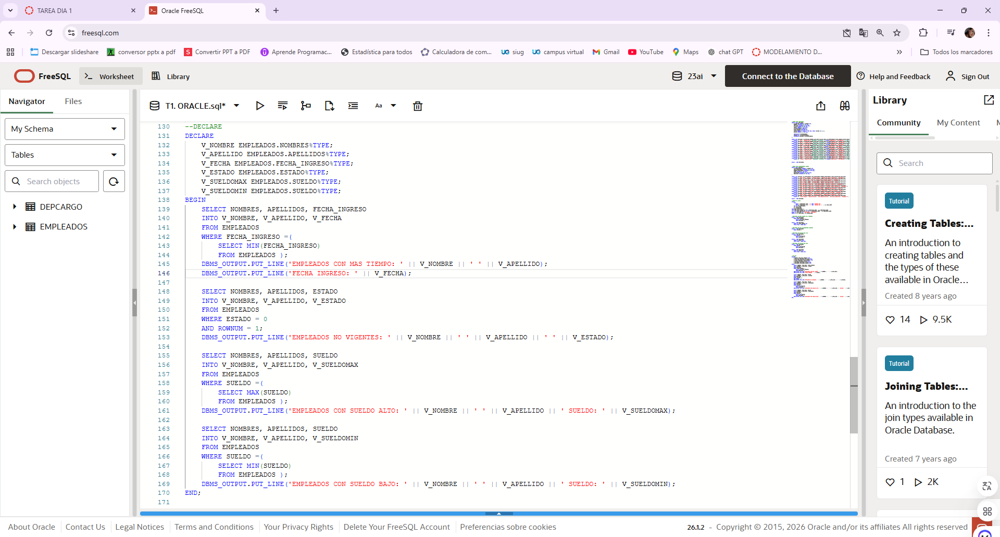 TAREA DIA 1
Oracle FreeSQL
freesql.com
Descargar slideshare
conversor pptx a pdf
Convertir PPT a PDF
Aprende Programac...
Estadística para todos
Calculadora de com...
siug
campus virtual
Gmail
YouTube
Maps
chat GPT
MODELAMIENTO D...
Todos los marcadores
FreeSQL
Worksheet
Library
23ai
Connect to the Database
Help and Feedback
Sign Out
Navigator
Files
My Schema
Tables
Search objects
DEPCARGO
EMPLEADOS
T1. ORACLE.sql*
Aa
130 --DECLARE
131 DECLARE
132 V_NOMBRE EMPLEADOS.NOMBRES%TYPE;
133 V_APELLIDO EMPLEADOS.APELLIDOS%TYPE;
134 V_FECHA EMPLEADOS.FECHA_INGRESO%TYPE;
135 V_ESTADO EMPLEADOS.ESTADO%TYPE;
136 V_SUELDOMAX EMPLEADOS.SUELDO%TYPE;
137 V_SUELDOMIN EMPLEADOS.SUELDO%TYPE;
138 BEGIN
139 SELECT NOMBRES, APELLIDOS, FECHA_INGRESO
140 INTO V_NOMBRE, V_APELLIDO, V_FECHA
141 FROM EMPLEADOS
142 WHERE FECHA_INGRESO =(
143 SELECT MIN(FECHA_INGRESO)
144 FROM EMPLEADOS );
145 DBMS_OUTPUT.PUT_LINE('EMPLEADOS CON MAS TIEMPO: ' || V_NOMBRE || ' ' || V_APELLIDO);
146 DBMS_OUTPUT.PUT_LINE('FECHA INGRESO: ' || V_FECHA);
147
148 SELECT NOMBRES, APELLIDOS, ESTADO
149 INTO V_NOMBRE, V_APELLIDO, V_ESTADO
150 FROM EMPLEADOS
151 WHERE ESTADO = 0
152 AND ROWNUM = 1;
153 DBMS_OUTPUT.PUT_LINE('EMPLEADOS NO VIGENTES: ' || V_NOMBRE || ' ' || V_APELLIDO || ' ' || V_ESTADO);
154
155 SELECT NOMBRES, APELLIDOS, SUELDO
156 INTO V_NOMBRE, V_APELLIDO, V_SUELDOMAX
157 FROM EMPLEADOS
158 WHERE SUELDO =(
159 SELECT MAX(SUELDO)
160 FROM EMPLEADOS );
161 DBMS_OUTPUT.PUT_LINE('EMPLEADOS CON SUELDO ALTO: ' || V_NOMBRE || ' ' || V_APELLIDO || ' SUELDO: ' || V_SUELDOMAX);
162
163 SELECT NOMBRES, APELLIDOS, SUELDO
164 INTO V_NOMBRE, V_APELLIDO, V_SUELDOMIN
165 FROM EMPLEADOS
166 WHERE SUELDO =(
167 SELECT MIN(SUELDO)
168 FROM EMPLEADOS );
169 DBMS_OUTPUT.PUT_LINE('EMPLEADOS CON SUELDO BAJO: ' || V_NOMBRE || ' ' || V_APELLIDO || ' SUELDO: ' || V_SUELDOMIN);
170 END;
171
Library
Community
My Content
Search
Tutorial
Creating Tables:...
An introduction to
creating tables and
the types of these
available in Oracle...
Created 8 years ago
14
9.5K
Tutorial
Joining Tables:...
An introduction to the
join types available in
Oracle Database.
Created 7 years ago
1
2K
About Oracle
Contact Us
Legal Notices
Terms and Conditions
Your Privacy Rights
Delete Your FreeSQL Account
Preferencias sobre cookies
26.1.2 - Copyright © 2015, 2026 Oracle and/or its affiliates All rights reserved